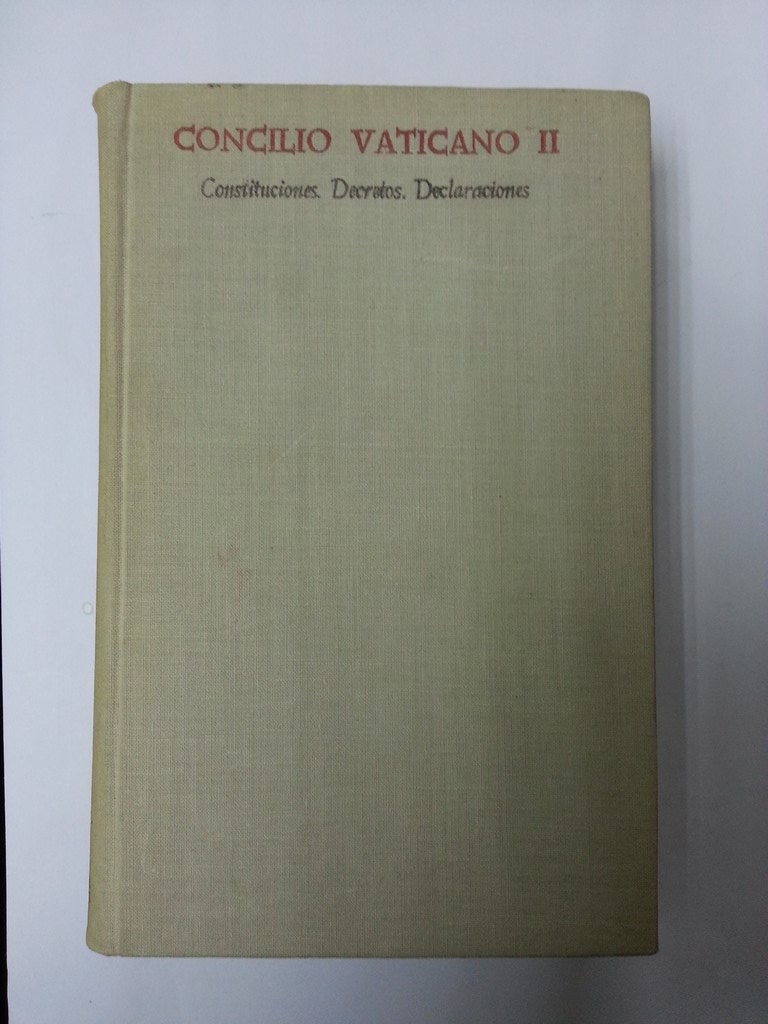 CONCILIO VATICANO II
Constituciones. Decretos. Declaraciones